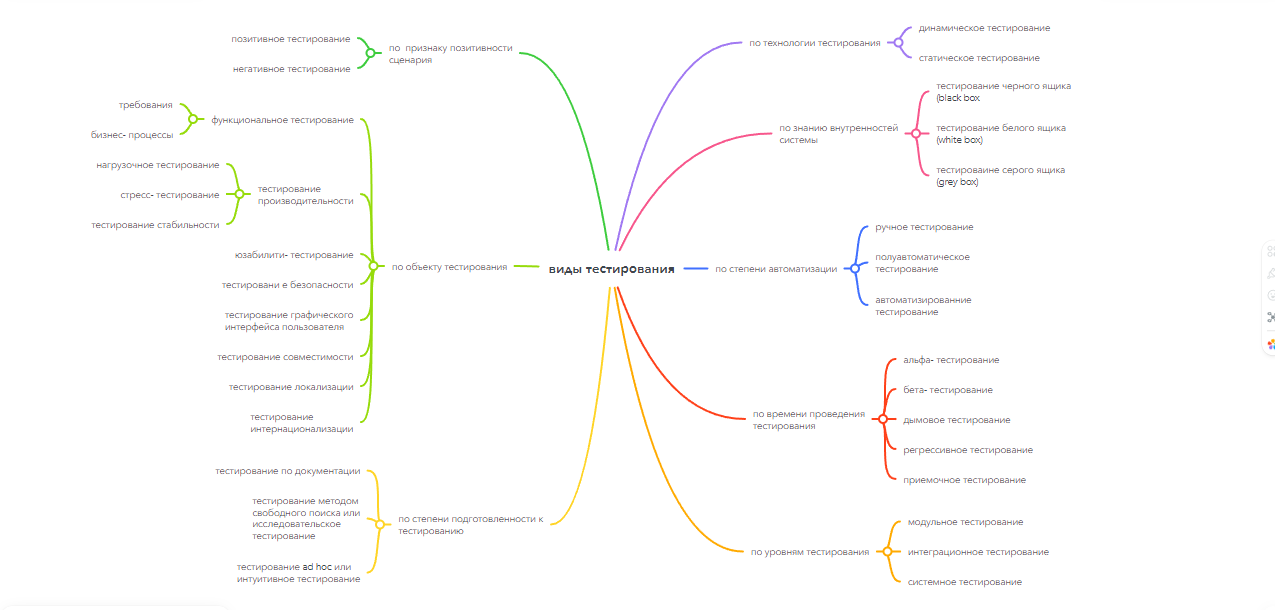 виды тестирования
по признаку позитивности
сценария
позитивное тестирование
негативное тестирование
по объекту тестирования
функциональное тестирование
требования
бизнес- процессы
тестирование
производительности
нагрузочное тестирование
стресс- тестирование
тестирование стабильности
юзабилити- тестирование
тестировани е безопасности
тестирование графического
интерфейса пользователя
тестирование совместимости
тестирование локализации
тестирование
интернационализации
по степени подготовленности к
тестированию
тестирование по документации
тестирование методом
свободного поиска или
исследовательское
тестирование
тестирование ad hoc или
интуитивное тестирование
по технологии тестирования
динамическое тестирование
статическое тестирование
по знанию внутренностей
системы
тестирование черного ящика
(black box
тестирование белого ящика
(white box)
тестироваине серого ящика
(grey box)
по степени автоматизации
ручное тестирование
полуавтоматическое
тестирование
автоматизированние
тестирование
по времени проведения
тестирования
альфа- тестирование
бета- тестирование
дымовое тестирование
регрессивное тестирование
приемочное тестирование
по уровням тестирования
модульное тестирование
интеграционное тестирование
системное тестирование